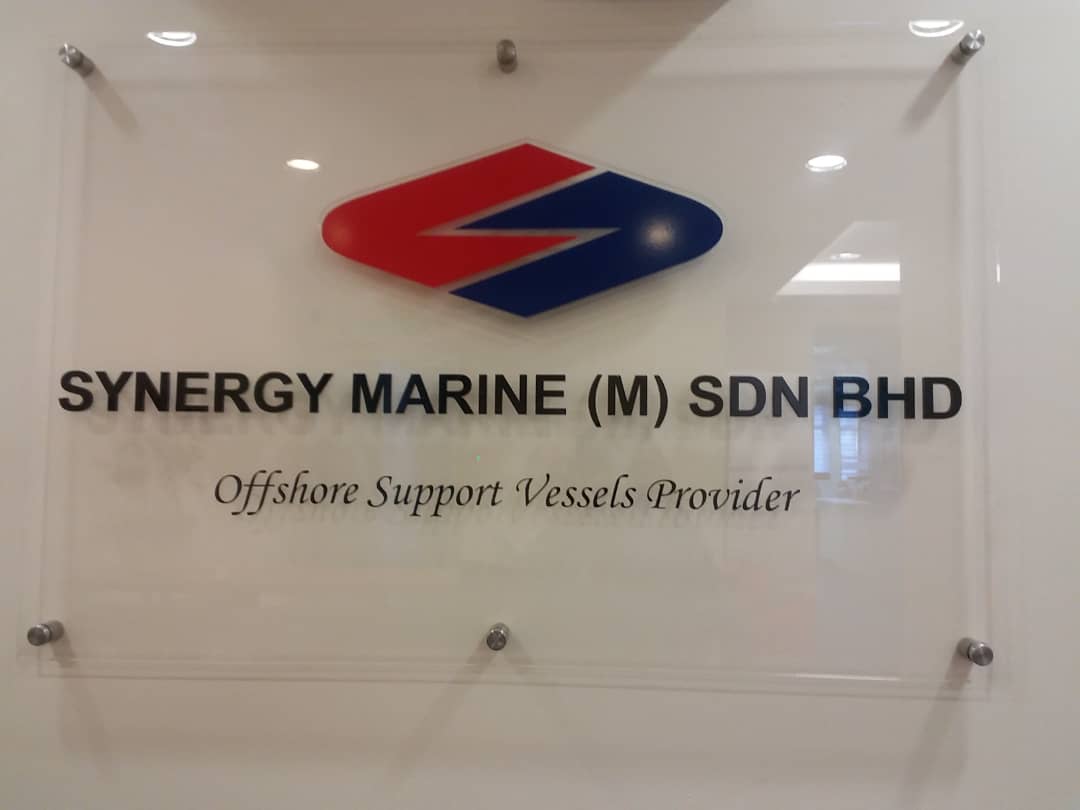 SYNERGY MARINE (M) SDN BHD
Offshore Support Vessels Provider